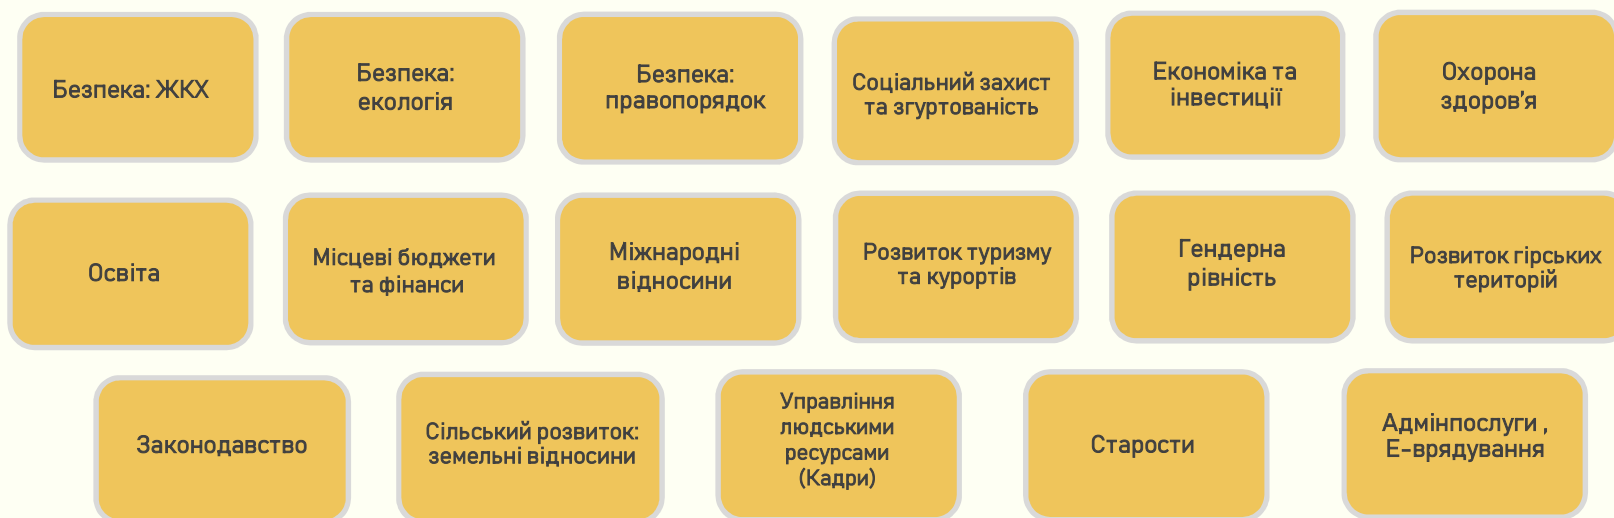 Безпека: ЖКХ
Безпека:
екологія
Безпека:
правопорядок
Соціальний захист
та згуртованість
Економіка та
інвестиції
Охорона
здоров’я
Освіта
Місцеві бюджети
та фінанси
Міжнародні
відносини
Розвиток туризму
та курортів
Гендерна
рівність
Розвиток гірських
територій
Законодавство
Сільський розвиток:
земельні відносини
Управління
людськими
ресурсами
(Кадри)
Старости
Адмінпослуги ,
Е-врядування